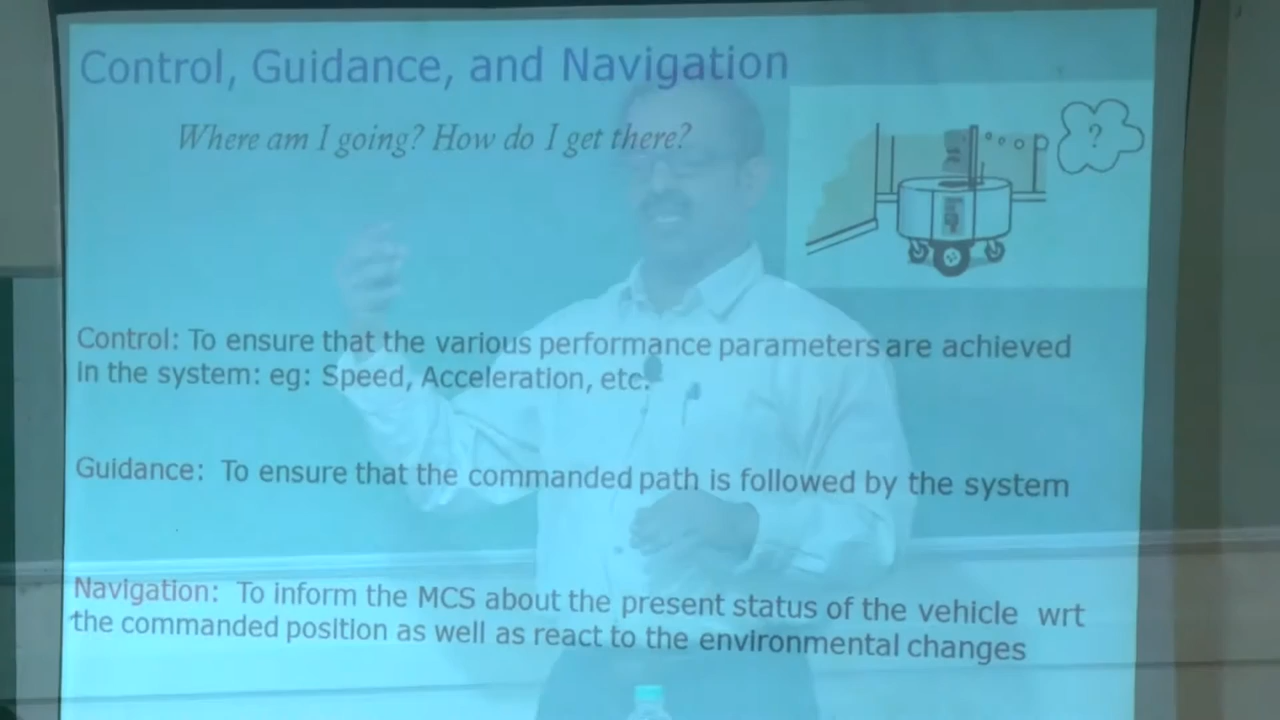 Control, Guidance, and Navigation
Where am I going? How do I get there?
?
Control: To ensure that the various performance parameters are achieved
in the system: eg: Speed, Acceleration, etc.
Guidance: To ensure that the commanded path is followed by the system
Navigation: To inform the MCS about the present status of the vehicle wrt
the commanded position as well as react to the environmental changes